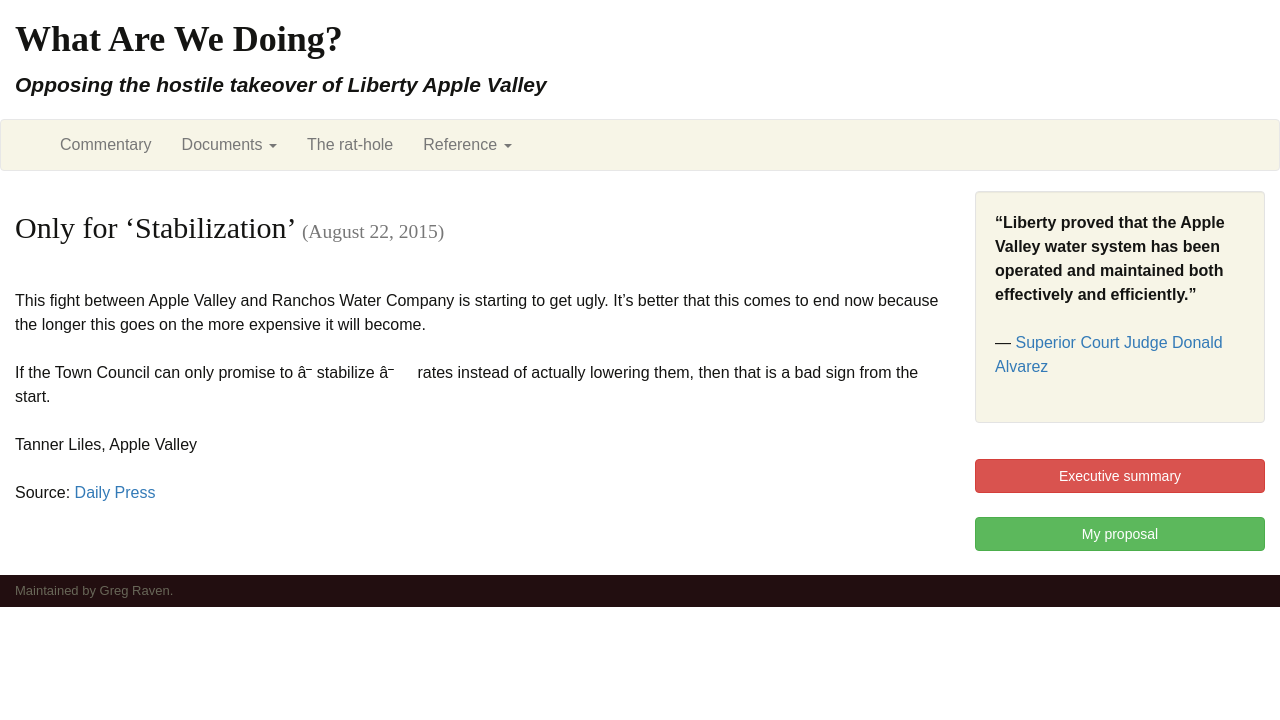 What Are We Doing?
Opposing the hostile takeover of Liberty Apple Valley
Commentary
Documents
The rat-hole
Reference
Only for ‘Stabilization’ (August 22, 2015)
This fight between Apple Valley and Ranchos Water Company is starting to get ugly. It’s better that this comes to end now because
the longer this goes on the more expensive it will become.
If the Town Council can only promise to â‾ stabilize â‾ rates instead of actually lowering them, then that is a bad sign from the
start.
Tanner Liles, Apple Valley
Source: Daily Press
“Liberty proved that the Apple
Valley water system has been
operated and maintained both
effectively and efficiently.”
— Superior Court Judge Donald
Alvarez
Executive summary
My proposal
Maintained by Greg Raven.